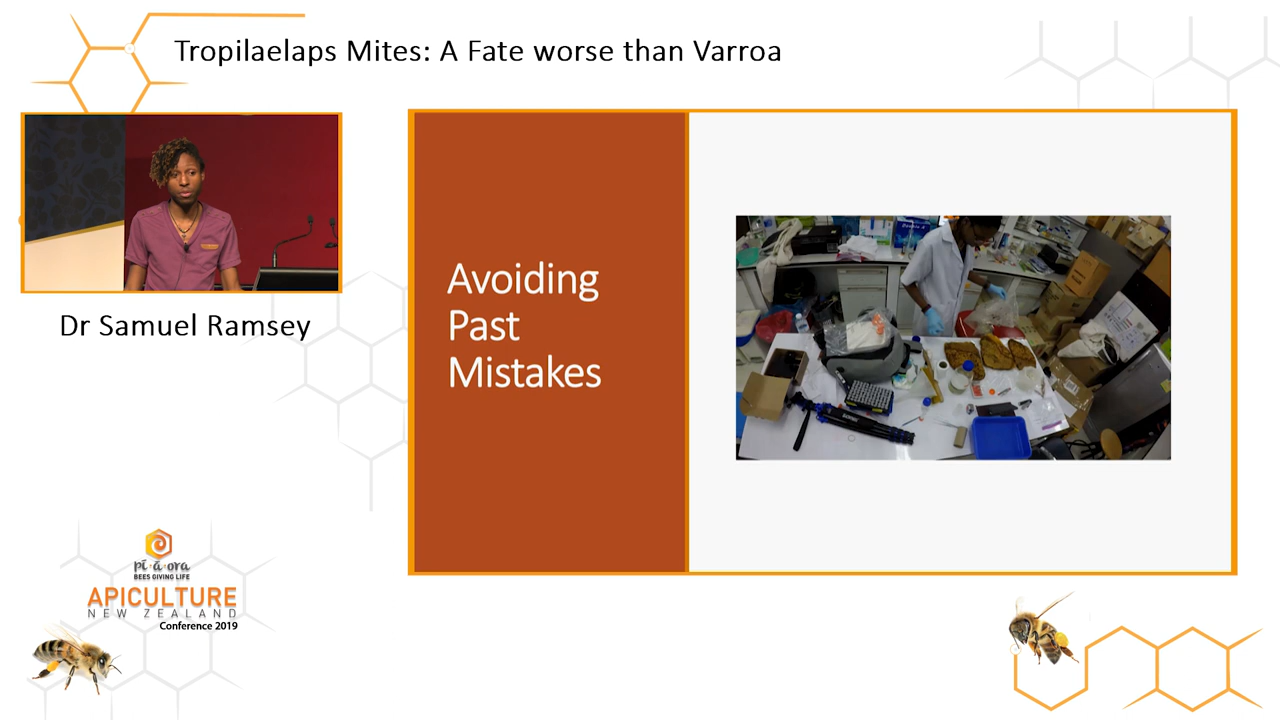 Tropilaelaps Mites: A Fate worse than Varroa
Dr Samuel Ramsey
Avoiding
Past
Mistakes
pī·ā·ora
BEES GIVING LIFE
APICULTURE
NEW ZEALAND
Conference 2019